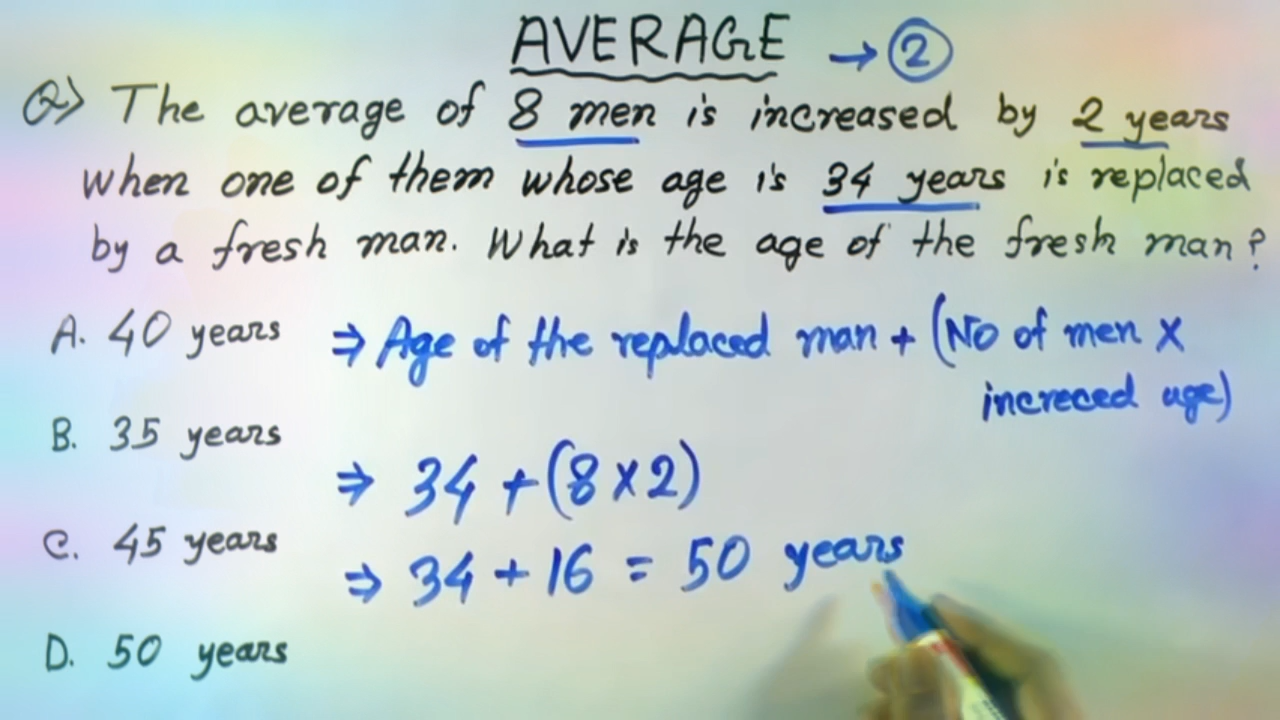 AVERAGE → ②
Q> The average of 8 men is increased by 2 years
when one of them whose age is 34 years is replaced
by a fresh man. What is the age of the fresh man?
A. 40 years
⇒ Age of the replaced man + (No of men ×
increced age)
B. 35 years
⇒ 34 + (8 × 2)
C. 45 years
⇒ 34 + 16 = 50 years
D. 50 years